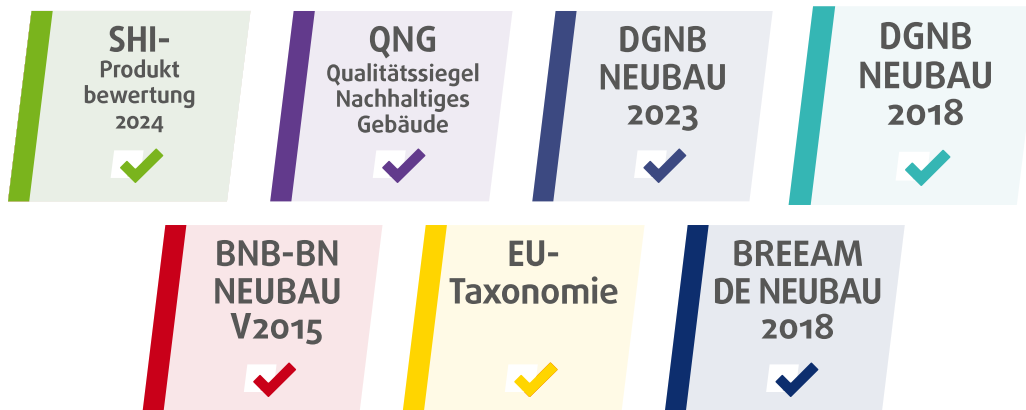 SHI-
Produkt
bewertung
2024
QNG
Qualitätssiegel
Nachhaltiges
Gebäude
DGNB
NEUBAU
2023
DGNB
NEUBAU
2018
BNB-BN
NEUBAU
V2015
EU-
Taxonomie
BREEAM
DE NEUBAU
2018